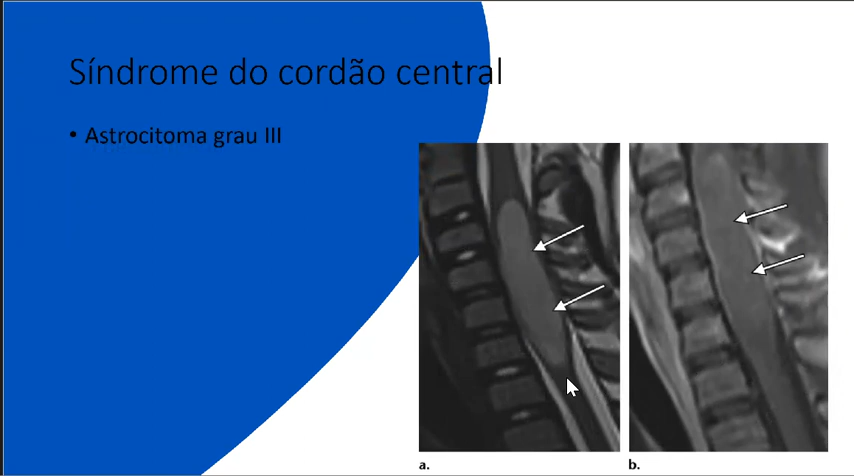 Síndrome do cordão central
• Astrocitoma grau III
a.
b.